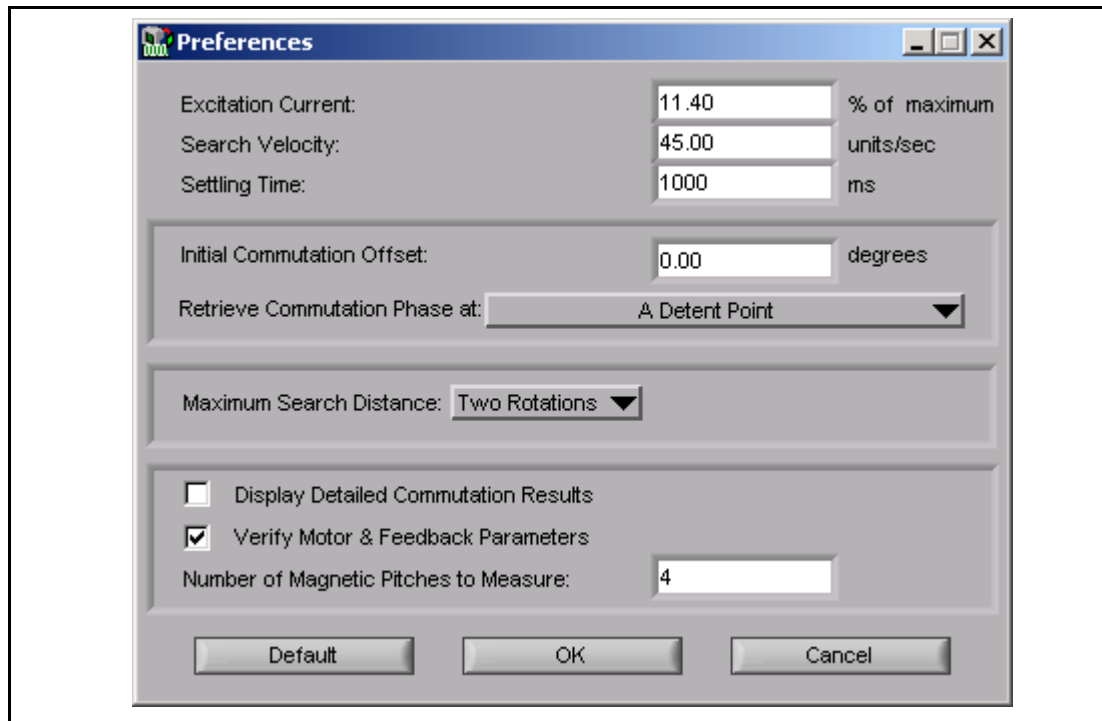 Preferences
Excitation Current: 11.40 % of maximum
Search Velocity: 45.00 units/sec
Settling Time: 1000 ms
Initial Commutation Offset: 0.00 degrees
Retrieve Commutation Phase at: A Detent Point
Maximum Search Distance: Two Rotations
Display Detailed Commutation Results
Verify Motor & Feedback Parameters
Number of Magnetic Pitches to Measure: 4
Default OK Cancel